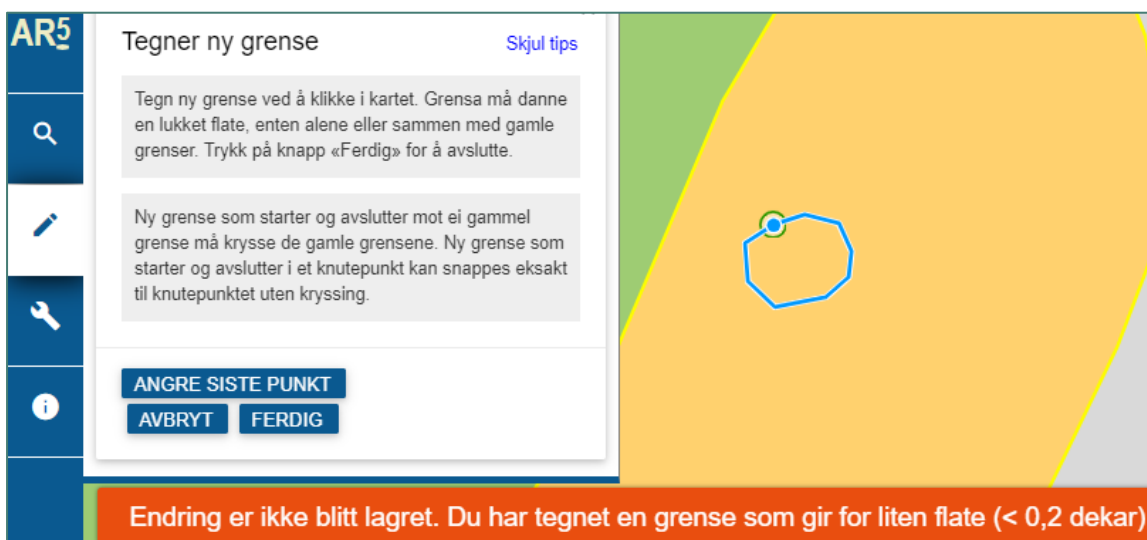 AR5
Tegner ny grense
Skjul tips
Tegn ny grense ved å klikke i kartet. Grensa må danne
en lukket flate, enten alene eller sammen med gamle
grenser. Trykk på knapp «Ferdig» for å avslutte.
Ny grense som starter og avslutter mot ei gammel
grense må krysse de gamle grensene. Ny grense som
starter og avslutter i et knutepunkt kan snappes eksakt
til knutepunktet uten kryssing.
ANGRE SISTE PUNKT
AVBRYT FERDIG
Endring er ikke blitt lagret. Du har tegnet en grense som gir for liten flate (< 0,2 dekar)